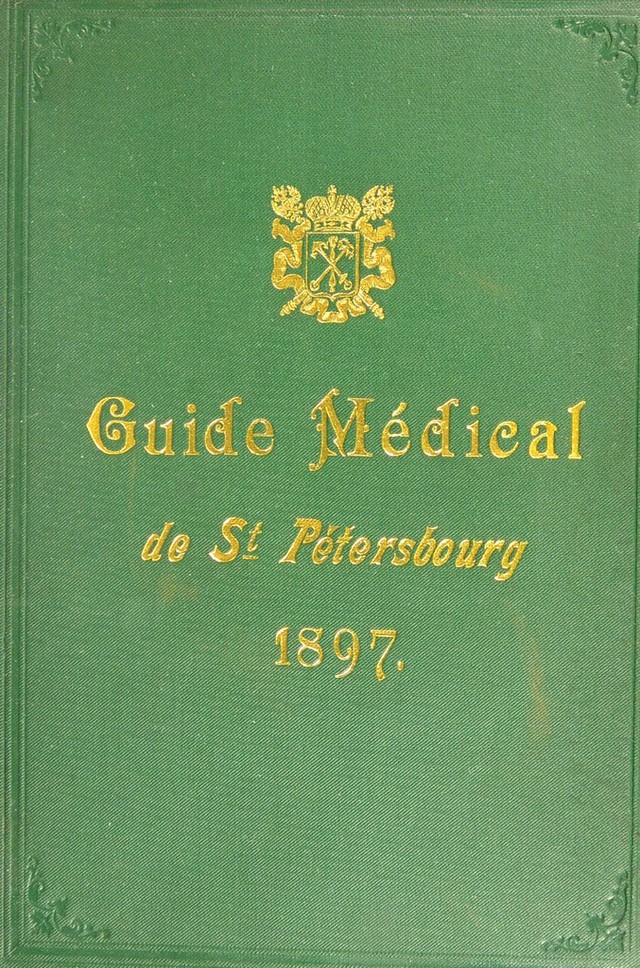 Guide Médical
de St Pétersbourg
1897.